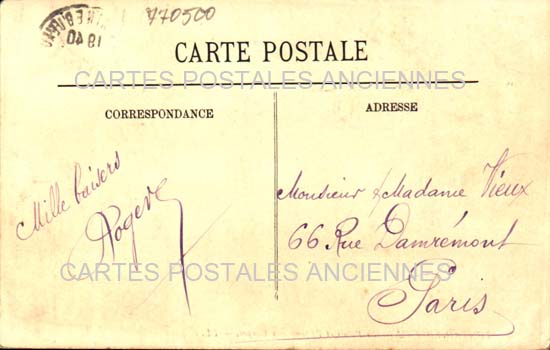 770500
CARTE POSTALE
CARTES POSTALES ANCIENNES
CORRESPONDANCE
ADRESSE
Mille baisers
Roger
Monsieur & Madame Vieux
66 Rue Damrémont
CARTES POSTALES ANCIENNES
Paris